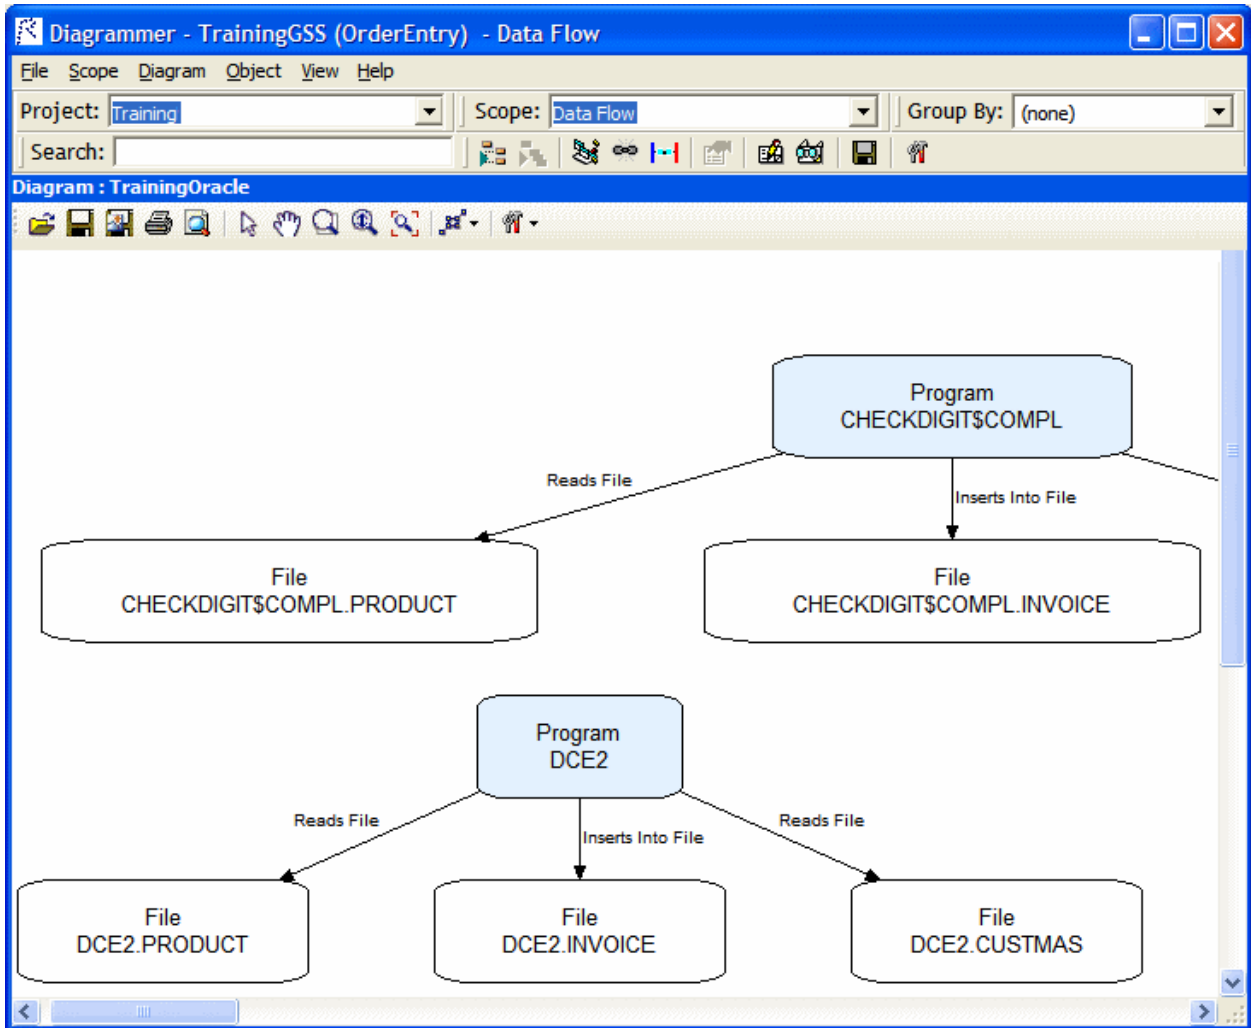 Diagrammer - TrainingGSS (OrderEntry) - Data Flow
File Scope Diagram Object View Help
Project: Training Scope: Data Flow Group By: (none)
Search:
Diagram : TrainingOracle
Program
CHECKDIGIT$COMPL
Reads File
Inserts Into File
File
CHECKDIGIT$COMPL.PRODUCT
File
CHECKDIGIT$COMPL.INVOICE
Program
DCE2
Reads File
Inserts Into File
Reads File
File
DCE2.PRODUCT
File
DCE2.INVOICE
File
DCE2.CUSTMAS